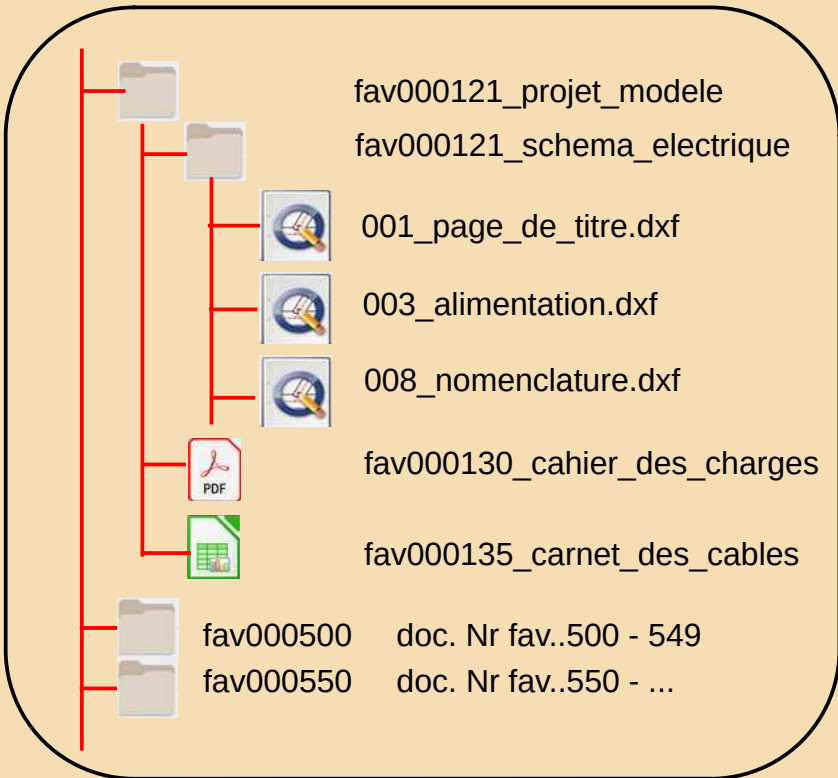 fav000121_projet_modele
fav000121_schema_electrique
001_page_de_titre.dxf
003_alimentation.dxf
008_nomenclature.dxf
PDF
fav000130_cahier_des_charges
fav000135_carnet_des_cables
fav000500 doc. Nr fav..500 - 549
fav000550 doc. Nr fav..550 - ...